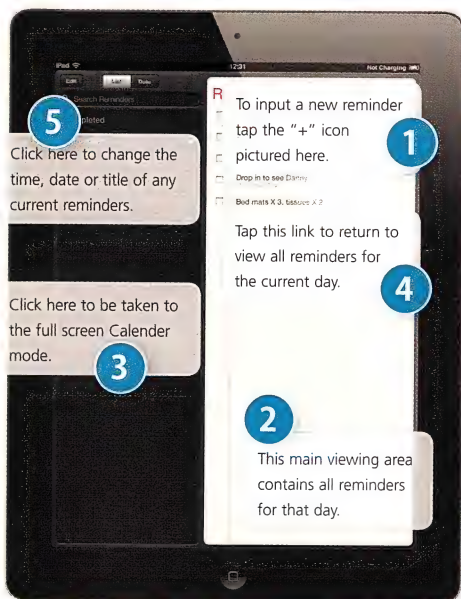 iPod 12:31 Not Charging
Edit List Date
Search Reminders
pleted
5
Click here to change the
time, date or title of any
current reminders.
Click here to be taken to
the full screen Calender
mode.
3
R
To input a new reminder
tap the "+" icon
pictured here.
1
Drop in to see Danny
Bed mats X 3, tissues X 2
Tap this link to return to
view all reminders for
the current day.
4
2
This main viewing area
contains all reminders
for that day.